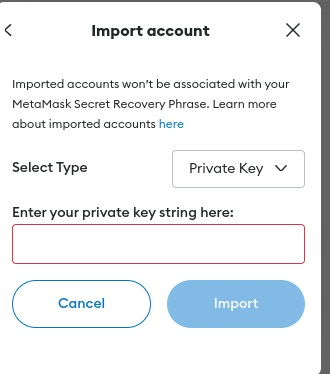 Import account
Imported accounts won’t be associated with your
MetaMask Secret Recovery Phrase. Learn more
about imported accounts here
Select Type
Private Key
Enter your private key string here:
Cancel
Import